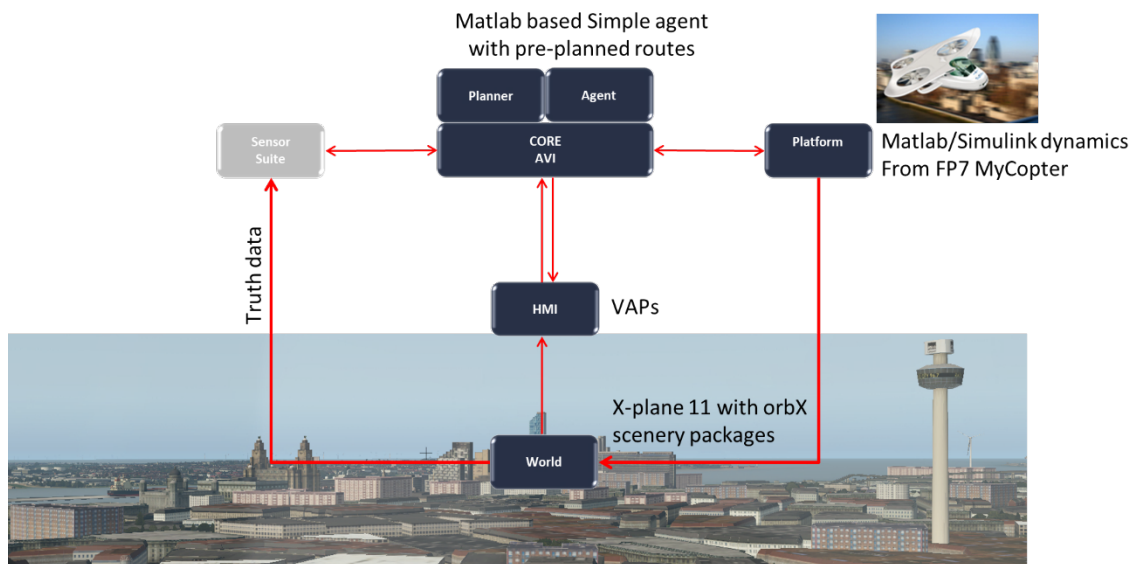 Matlab based Simple agent
with pre-planned routes
Planner
Agent
Sensor
Suite
CORE
AVI
Platform
Matlab/Simulink dynamics
From FP7 MyCopter
Truth data
HMI
VAPs
X-plane 11 with orbX
scenery packages
World